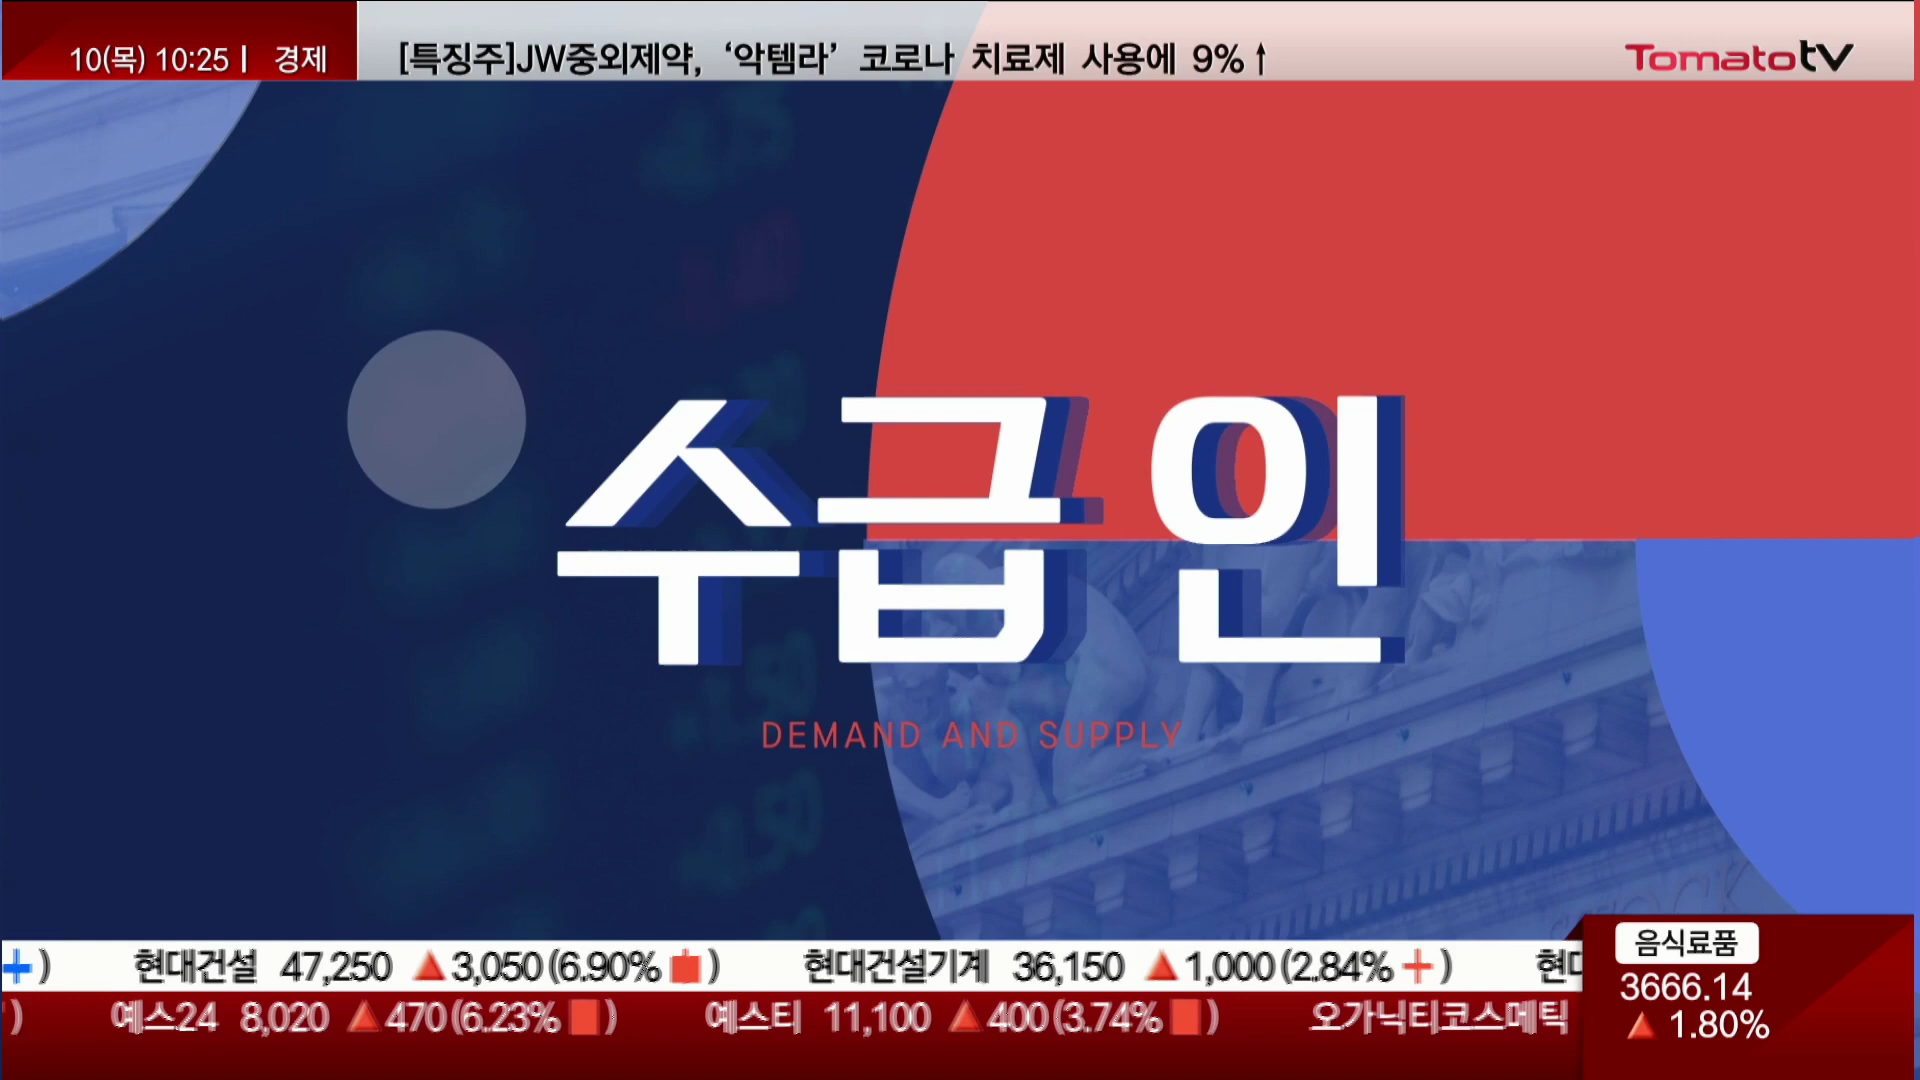 10(목) 10:25 | 경제
[특징주]JW중외제약, ‘악템라’ 코로나 치료제 사용에 9%↑
Tomatotv
수급 인
DEMAND AND SUPPLY
) 현대건설 47,250 ▲3,050(6.90% ) 현대건설기계 36,150 ▲1,000(2.84% + )
) 예스24 8,020 ▲470(6.23% ) 예스티 11,100 ▲400(3.74% ) 오가닉티코스메틱
음식료품
3666.14
▲ 1.80%